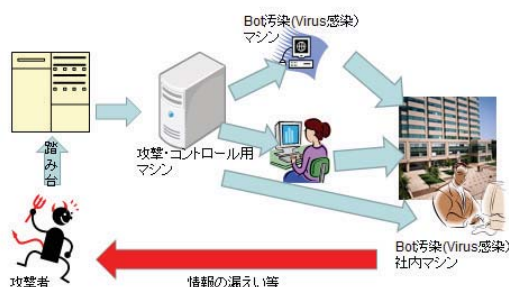 Bot汚染(Virus感染)
マシン
踏み台
攻撃・コントロール用
マシン
Bot汚染(Virus感染)
社内マシン
攻撃者
情報の漏えい等